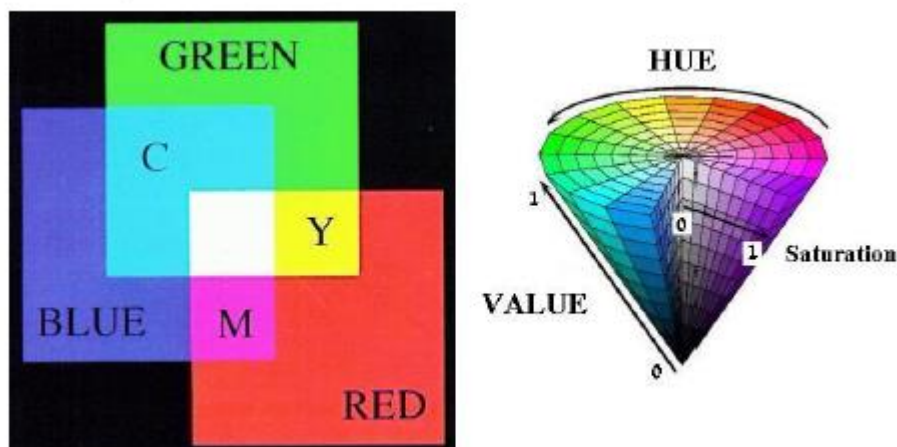 GREEN
C
Y
BLUE
M
RED
HUE
1
0
1
Saturation
VALUE
0